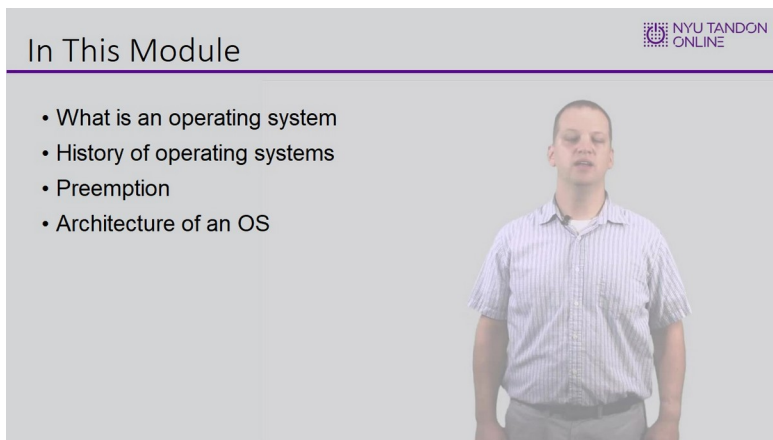 In This Module
NYU TANDON
ONLINE
• What is an operating system
• History of operating systems
• Preemption
• Architecture of an OS